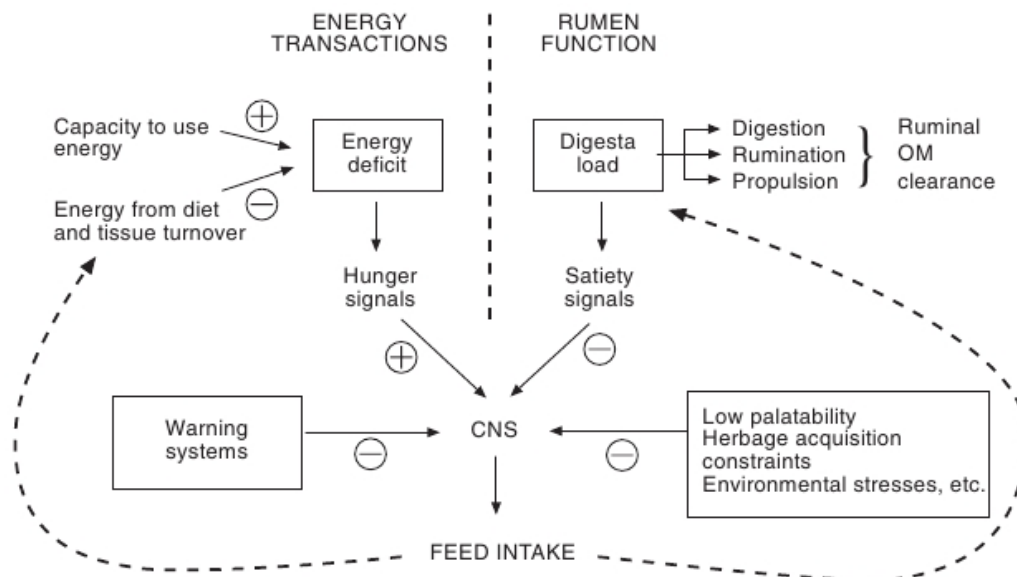 ENERGY
TRANSACTIONS
RUMEN
FUNCTION
Capacity to use
energy
+
Energy from diet
and tissue turnover
−
Energy
deficit
Digesta
load
Digestion
Rumination
Propulsion
}
Ruminal
OM
clearance
Hunger
signals
Satiety
signals
+
−
Warning
systems
−
CNS
−
Low palatability
Herbage acquisition
constraints
Environmental stresses, etc.
FEED INTAKE